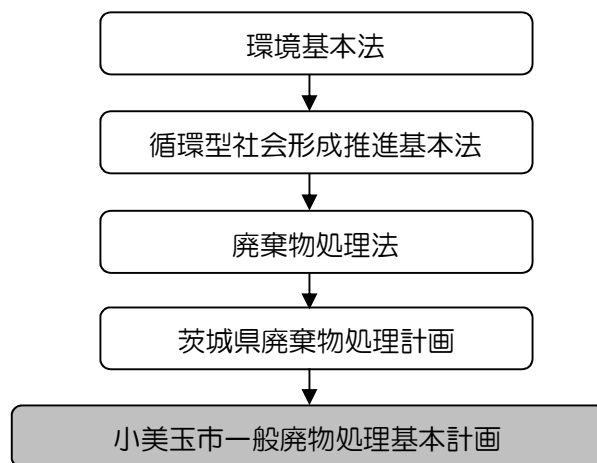 環境基本法
循環型社会形成推進基本法
廃棄物処理法
茨城県廃棄物処理計画
小美玉市一般廃物処理基本計画